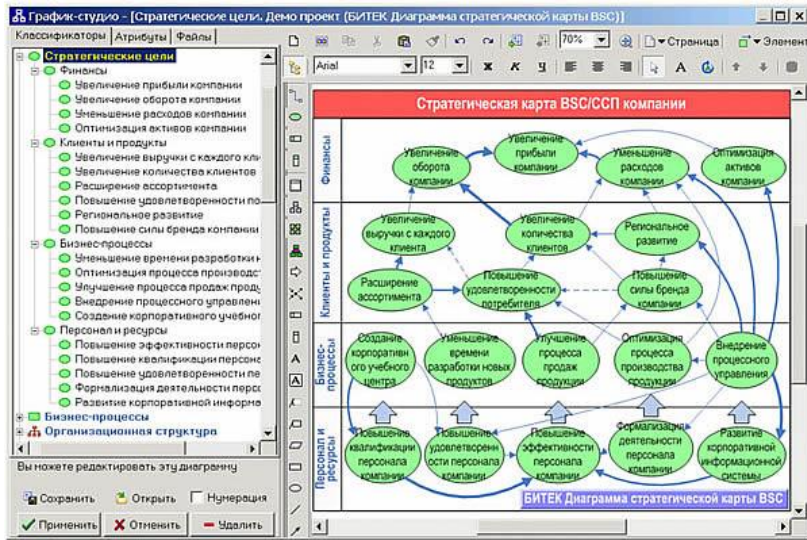 График-студио - [Стратегические цели. Демо проект (БИТЕК Диаграмма стратегической карты BSC)]
Классификаторы Атрибуты Файлы
70% Страница Элемен
Arial 12 Ж К Ч A
Стратегические цели
Финансы
Увеличение прибыли компании
Увеличение оборота компании
Уменьшение расходов компании
Оптимизация активов компании
Клиенты и продукты
Увеличение выручки с каждого кли
Увеличение количества клиентов
Расширение ассортимента
Повышение удовлетворенности по
Региональное развитие
Повышение силы бренда компании
Бизнес-процессы
Уменьшение времени разработки н
Оптимизация процесса производс
Улучшение процесса продаж проду
Внедрение процессного управлени
Создание корпоративного учебног
Персонал и ресурсы
Повышение эффективности персон
Повышение квалификации персона
Повышение удовлетворенности пе
Формализация деятельности перс
Развитие корпоративной информа
Бизнес-процессы
Организационная структура
Вы можете редактировать эту диаграмму
Сохранить Открыть Нумерация
Применить Отменить Удалить
A
A
Стратегическая карта BSC/ССП компании
Финансы
Увеличение
оборота
компании
Увеличение
прибыли
компании
Уменьшение
расходов
компании
Оптимизация
активов
компании
Клиенты и продукты
Увеличение
выручки с каждого
клиента
Увеличение
количества
клиентов
Региональное
развитие
Расширение
ассортимента
Повышение
удовлетворенности
потребителя
Повышение
силы бренда
компании
Бизнес-
процессы
Создание
корпоративн
ого учебного
центра
Уменьшение
времени
разработки новых
продуктов
Улучшение
процесса
продаж
продукции
Оптимизация
процесса
производства
продукции
Внедрение
процессного
управления
Персонал и
ресурсы
Повышение
квалификации
персонала
компании
Повышение
удовлетворенн
ости персонала
компании
Повышение
эффективности
персонала
компании
Формализация
деятельности
персонала
компании
Развитие
корпоративной
информационной
системы
БИТЕК Диаграмма стратегической карты BSC